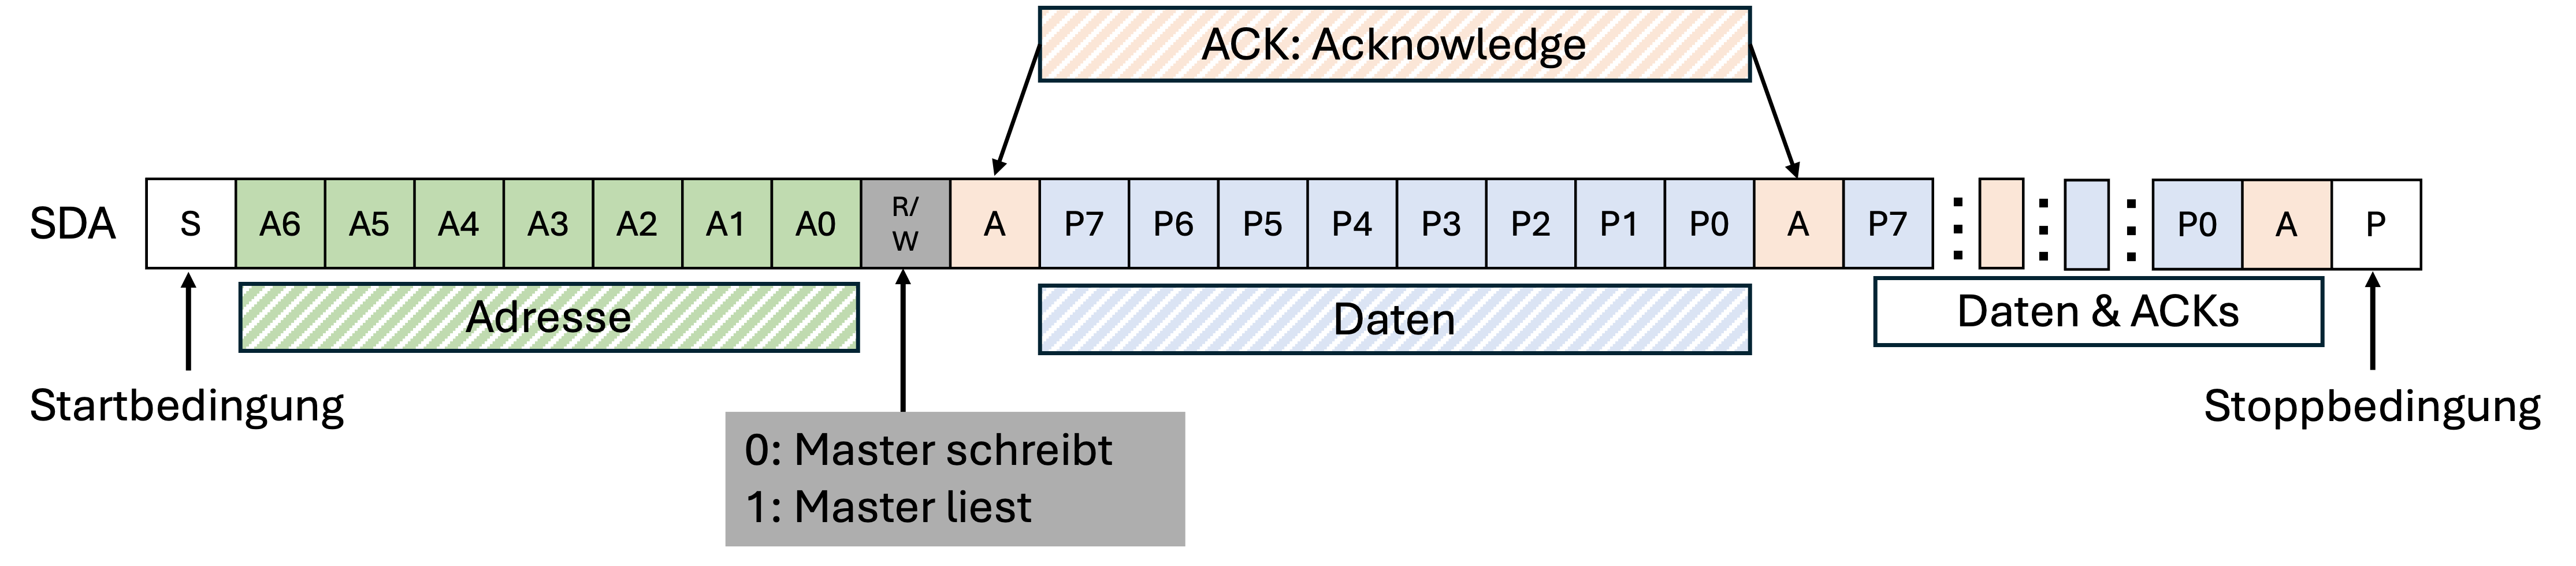 ACK: Acknowledge
SDA S A6 A5 A4 A3 A2 A1 A0 R/ W A P7 P6 P5 P4 P3 P2 P1 P0 A P7 P0 A P
Adresse
Daten
Daten & ACKs
Startbedingung
Stoppbedingung
0: Master schreibt
1: Master liest